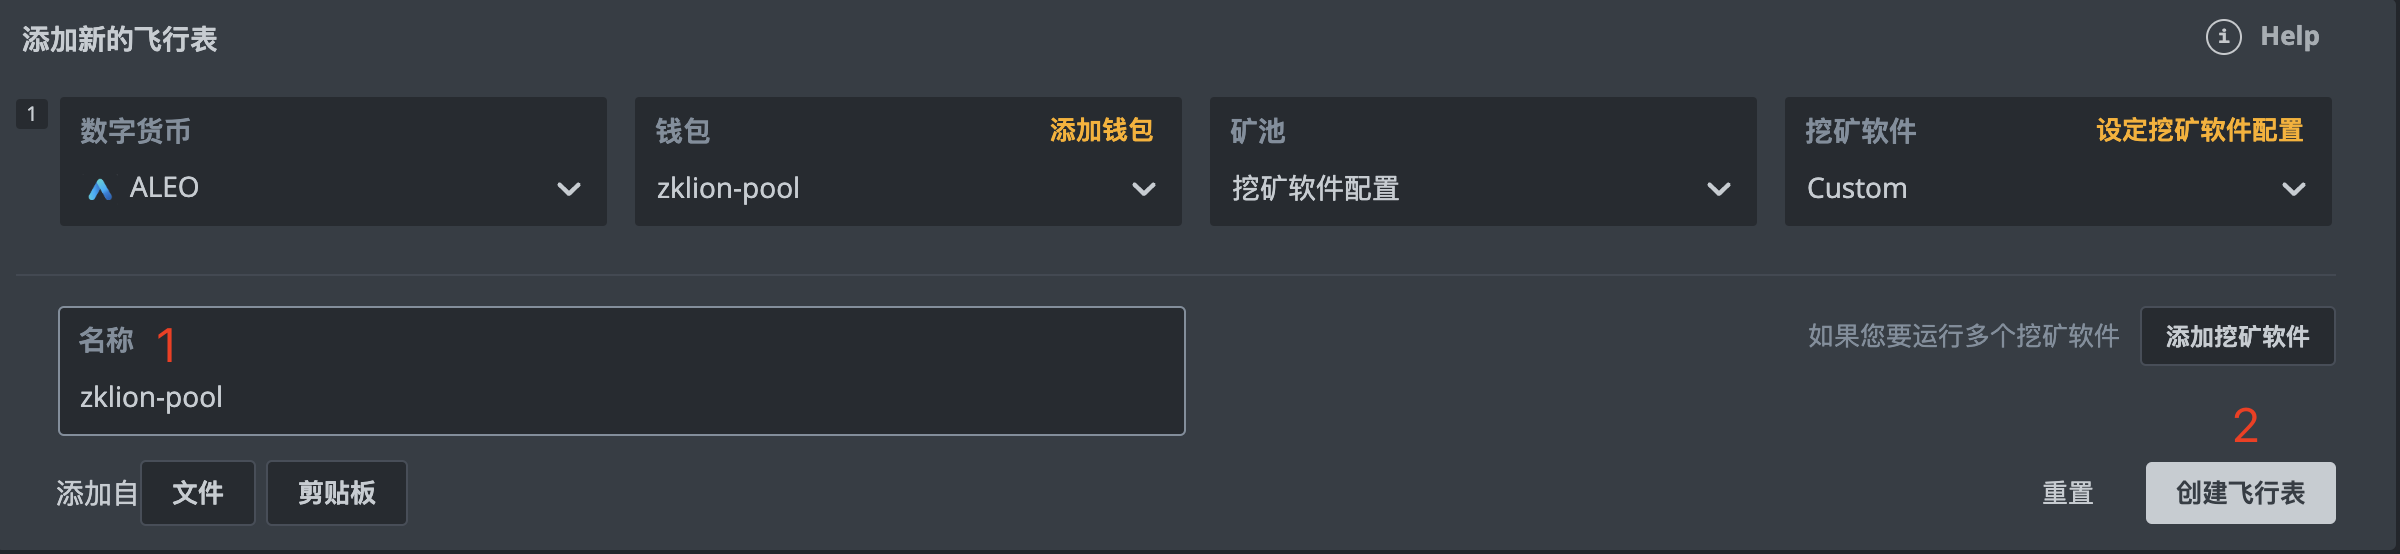 添加新的飞行表
Help
1
数字货币
ALEO
钱包 添加钱包
zklion-pool
矿池
挖矿软件配置
挖矿软件 设定挖矿软件配置
Custom
名称 1
zklion-pool
如果您要运行多个挖矿软件 添加挖矿软件
2
添加自 文件 剪贴板
重置 创建飞行表